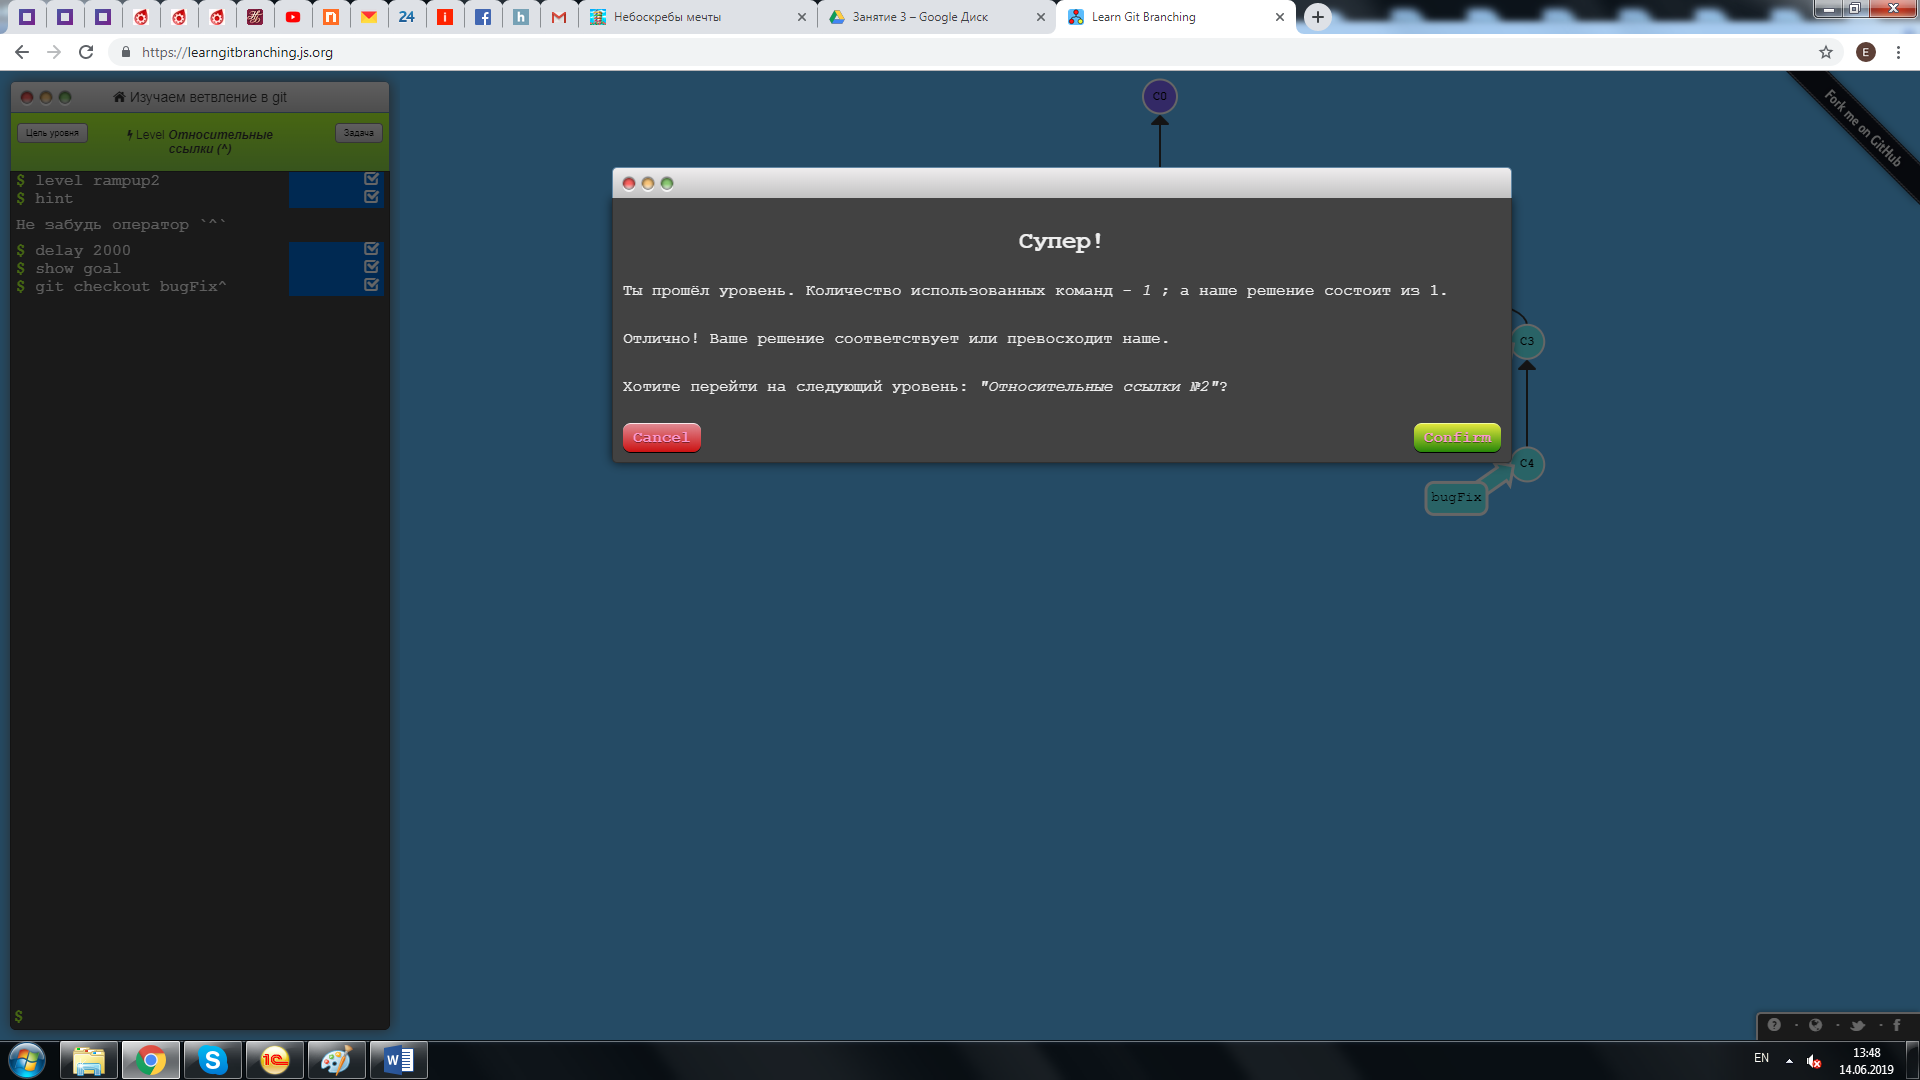 24
Небоскребы мечты
Занятие 3 – Google Диск
Learn Git Branching
https://learngitbranching.js.org
E
Изучаем ветвление в git
Цель уровня
Level Относительные ссылки (^)
Задача
$ level rampup2
$ hint
Не забудь оператор `^`
$ delay 2000
$ show goal
$ git checkout bugFix^
$
C0
Fork me on GitHub
Супер!
Ты прошёл уровень. Количество использованных команд – 1 ; а наше решение состоит из 1.
Отлично! Ваше решение соответствует или превосходит наше.
Хотите перейти на следующий уровень: "Относительные ссылки №2"?
Cancel
Confirm
C3
C4
bugFix
EN
13:48
14.06.2019